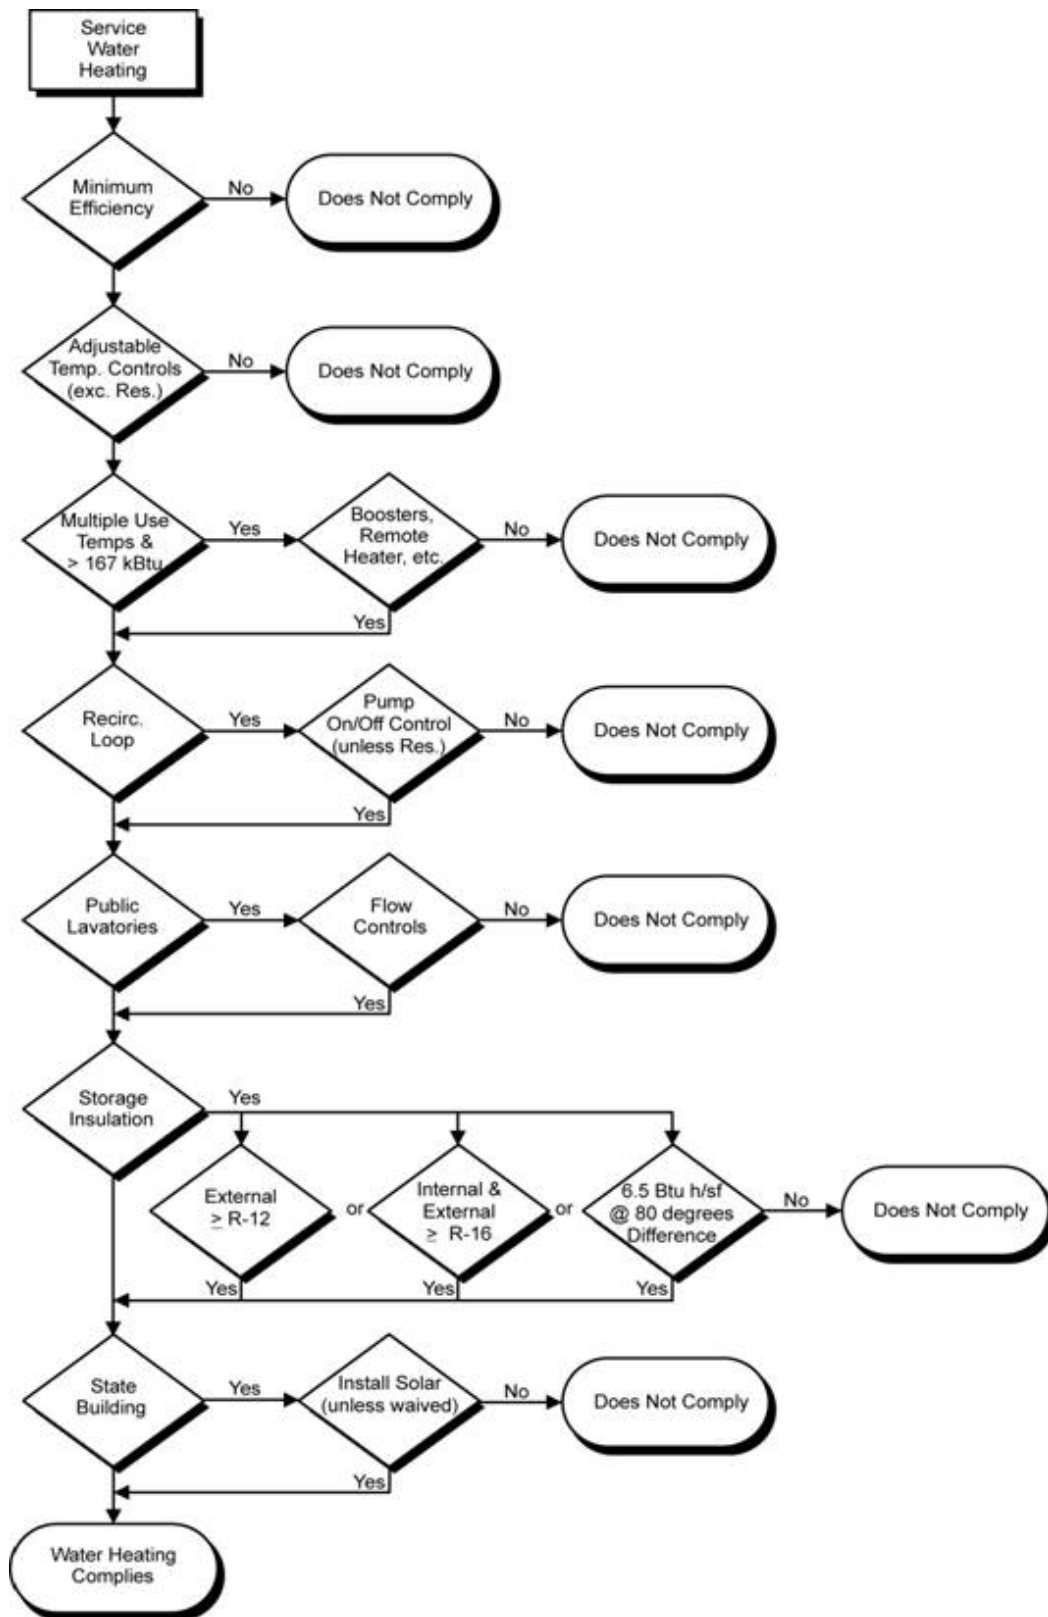 Service
Water
Heating
Minimum
Efficiency
No
Does Not Comply
Adjustable
Temp. Controls
(exc. Res.)
No
Does Not Comply
Multiple Use
Temps &
> 167 kBtu
Yes
Boosters,
Remote
Heater, etc.
No
Does Not Comply
Yes
Recirc.
Loop
Yes
Pump
On/Off Control
(unless Res.)
No
Does Not Comply
Yes
Public
Lavatories
Yes
Flow
Controls
No
Does Not Comply
Yes
Storage
Insulation
Yes
External
≥ R-12
or
Internal &
External
≥ R-16
or
6.5 Btu h/sf
@ 80 degrees
Difference
No
Does Not Comply
Yes
Yes
Yes
State
Building
Yes
Install Solar
(unless waived)
No
Does Not Comply
Yes
Water Heating
Complies